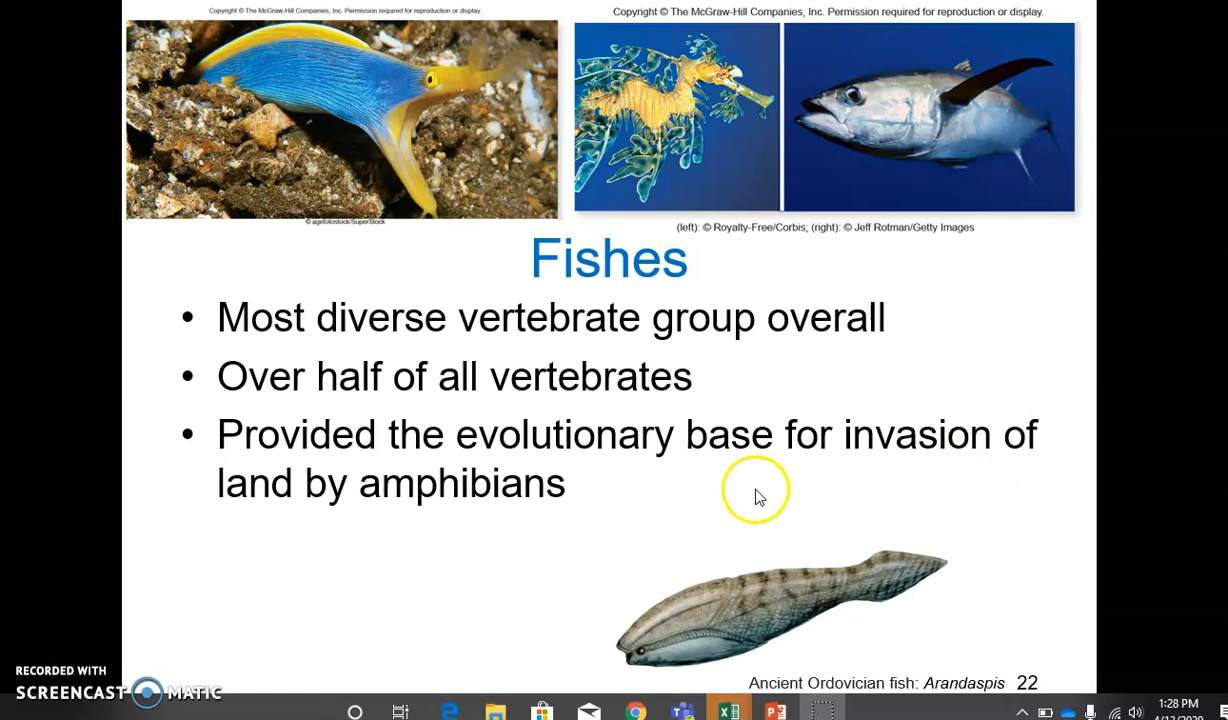 Copyright © The McGraw-Hill Companies, Inc. Permission required for reproduction or display.
Copyright © The McGraw-Hill Companies, Inc. Permission required for reproduction or display.
© agefotostock/SuperStock
(left): © Royalty-Free/Corbis; (right): © Jeff Rotman/Getty Images
Fishes
• Most diverse vertebrate group overall
• Over half of all vertebrates
• Provided the evolutionary base for invasion of
land by amphibians
Ancient Ordovician fish: Arandaspis 22
RECORDED WITH
SCREENCAST MATIC
1:28 PM